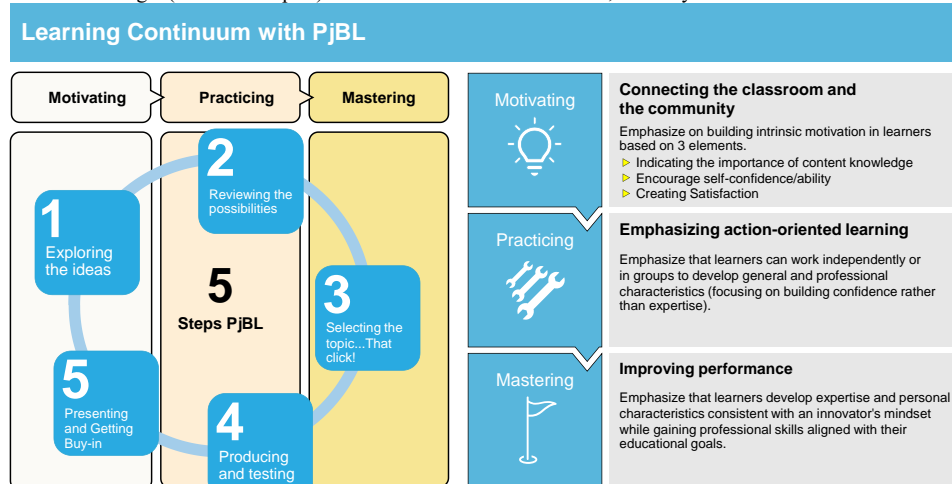 Learning Continuum with PjBL
Motivating
Practicing
Mastering
1
Exploring
the ideas
2
Reviewing the
possibilities
3
Selecting the
topic...That
click!
4
Producing
and testing
5
Presenting
and Getting
Buy-in
5
Steps PjBL
Motivating
Connecting the classroom and
the community
Emphasize on building intrinsic motivation in learners
based on 3 elements.
Indicating the importance of content knowledge
Encourage self-confidence/ability
Creating Satisfaction
Practicing
Emphasizing action-oriented learning
Emphasize that learners can work independently or
in groups to develop general and professional
characteristics (focusing on building confidence rather
than expertise).
Mastering
Improving performance
Emphasize that learners develop expertise and personal
characteristics consistent with an innovator's mindset
while gaining professional skills aligned with their
educational goals.